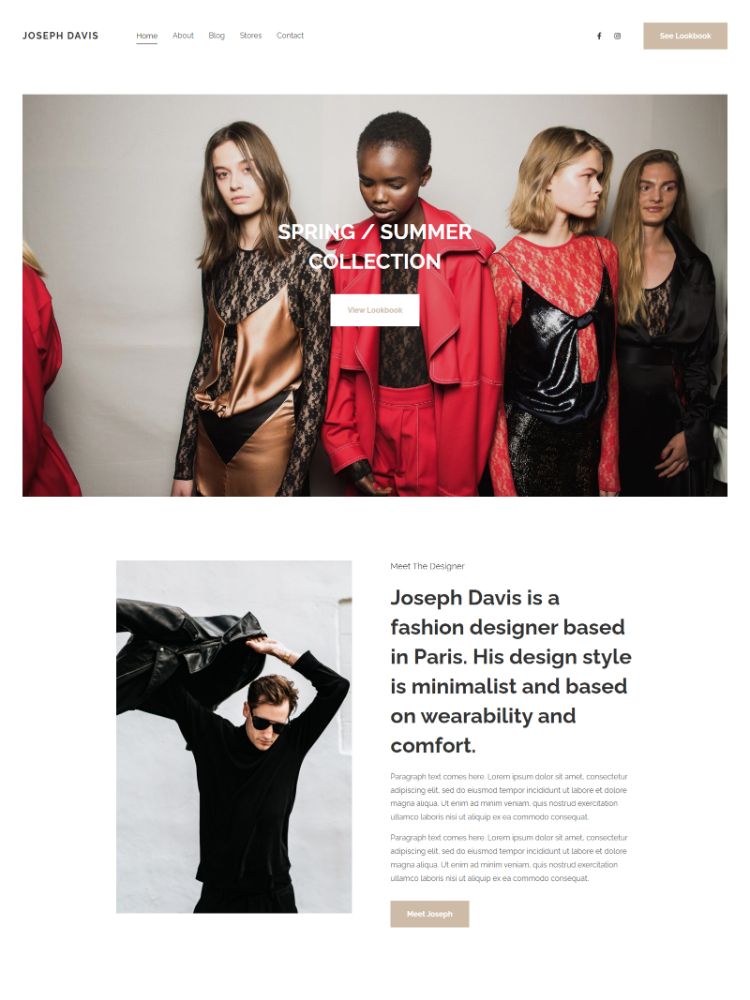 JOSEPH DAVIS
Home
About
Blog
Stores
Contact
See Lookbook
SPRING / SUMMER
COLLECTION
View Lookbook
Meet The Designer
Joseph Davis is a
fashion designer based
in Paris. His design style
is minimalist and based
on wearability and
comfort.
Paragraph text comes here. Lorem ipsum dolor sit amet, consectetur
adipiscing elit, sed do eiusmod tempor incididunt ut labore et dolore
magna aliqua. Ut enim ad minim veniam, quis nostrud exercitation
ullamco laboris nisi ut aliquip ex ea commodo consequat.
Paragraph text comes here. Lorem ipsum dolor sit amet, consectetur
adipiscing elit, sed do eiusmod tempor incididunt ut labore et dolore
magna aliqua. Ut enim ad minim veniam, quis nostrud exercitation
ullamco laboris nisi ut aliquip ex ea commodo consequat.
Meet Joseph